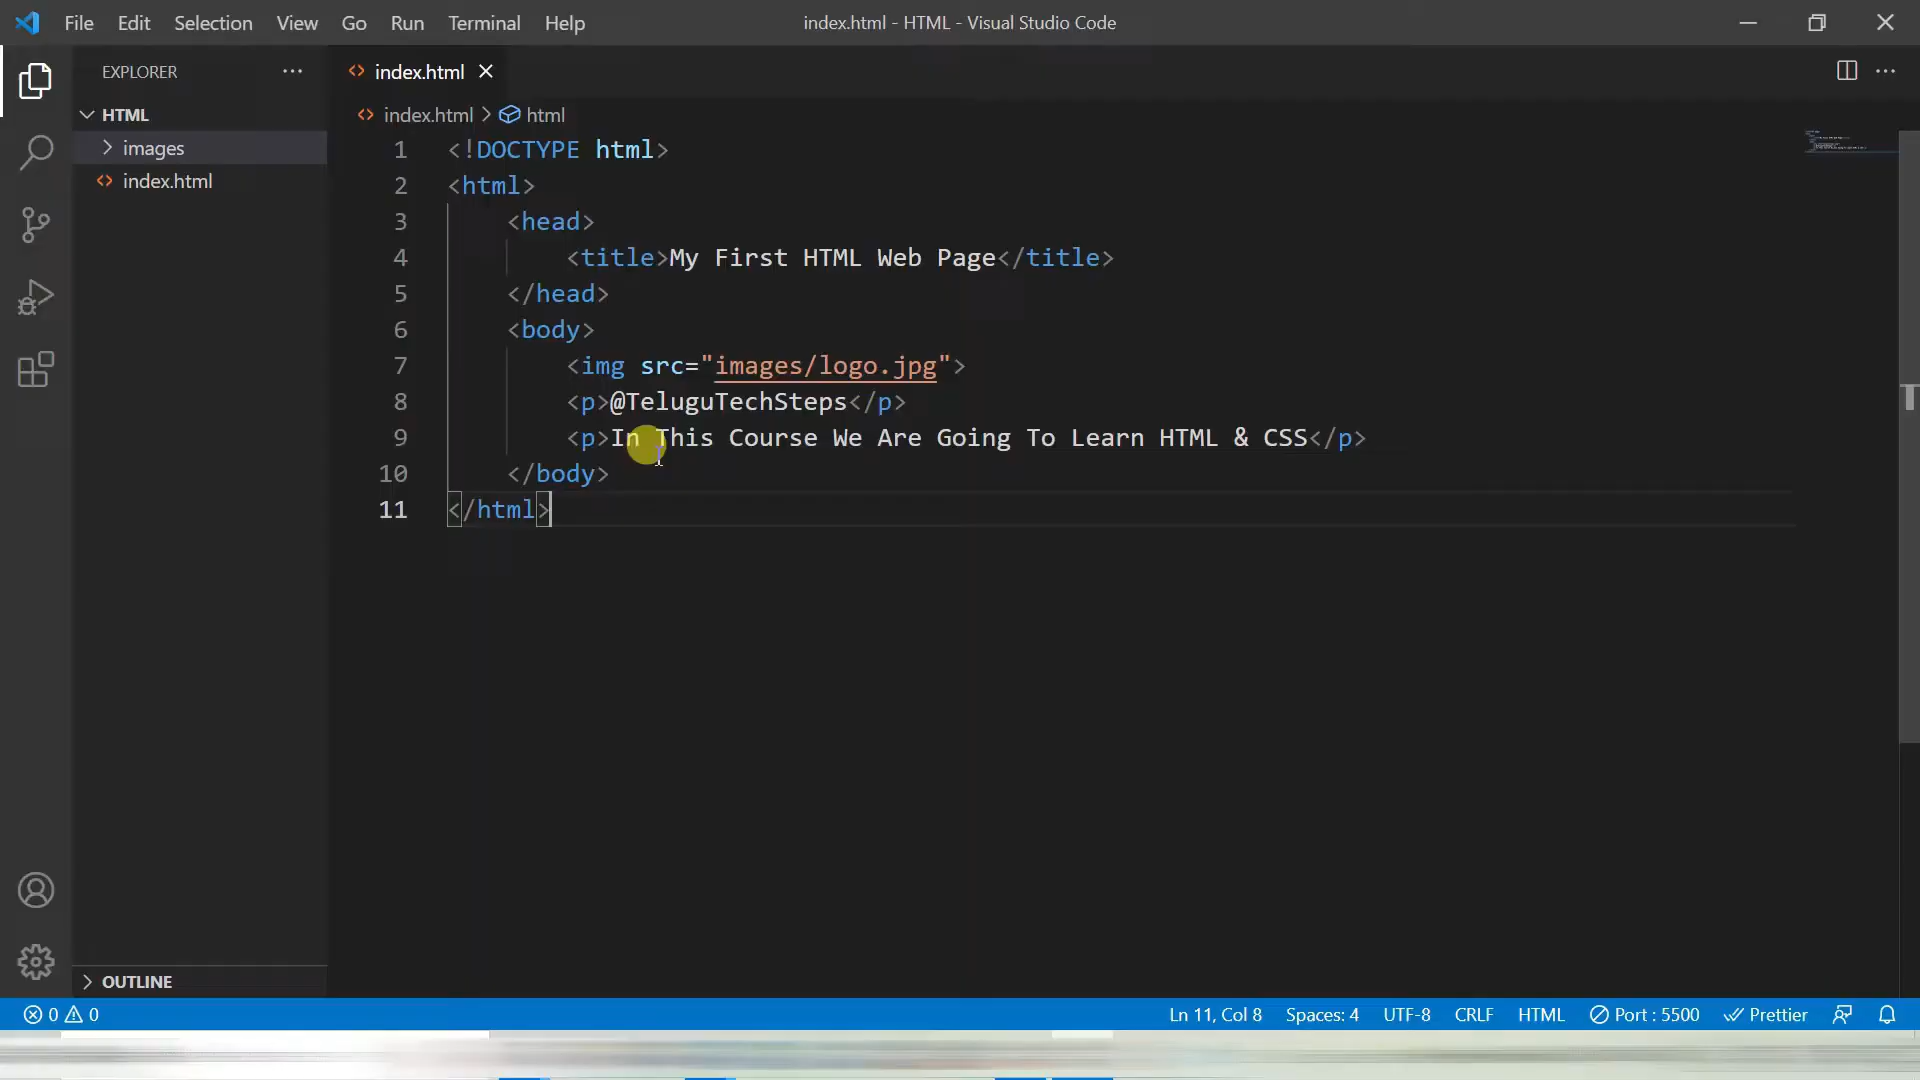 File Edit Selection View Go Run Terminal Help
index.html - HTML - Visual Studio Code
EXPLORER
HTML
images
index.html
OUTLINE
index.html
index.html > html
1 <!DOCTYPE html>
2 <html>
3 <head>
4 <title>My First HTML Web Page</title>
5 </head>
6 <body>
7 <img src="images/logo.jpg">
8 <p>@TeluguTechSteps</p>
9 <p>In This Course We Are Going To Learn HTML & CSS</p>
10 </body>
11 </html>
0 0
Ln 11, Col 8 Spaces: 4 UTF-8 CRLF HTML Port : 5500 Prettier